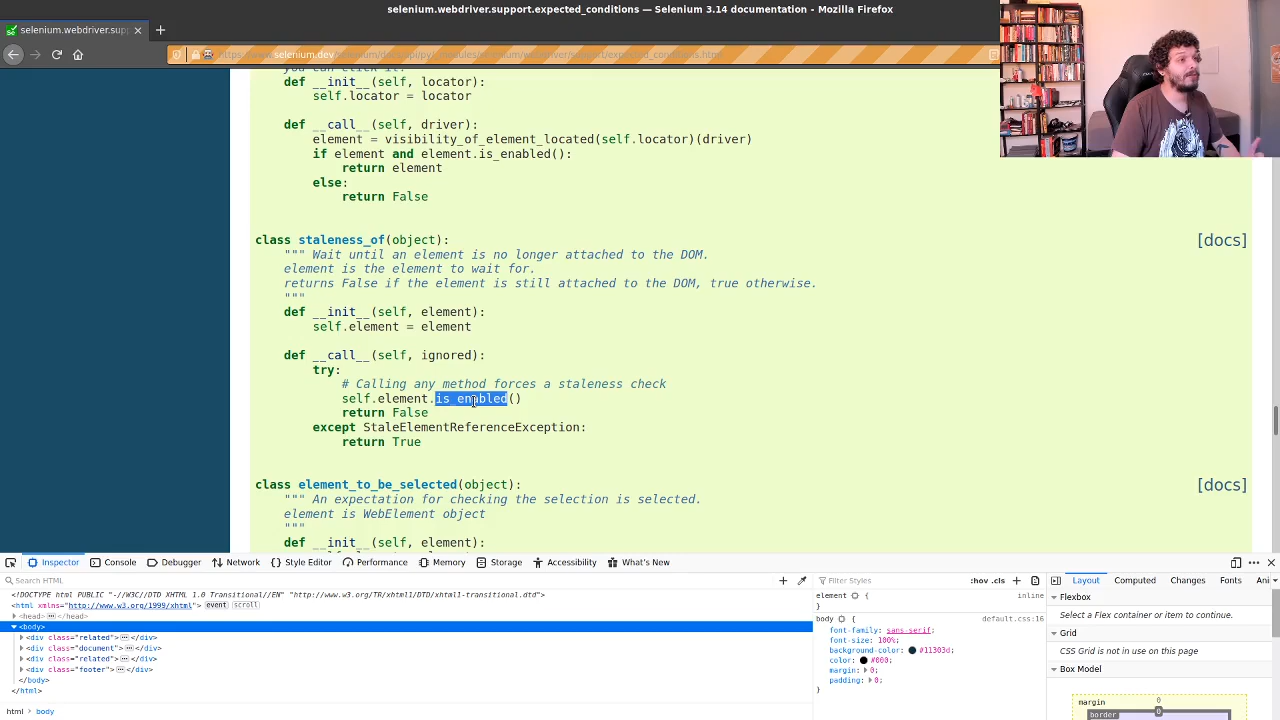 selenium.webdriver.support.expected_conditions — Selenium 3.14 documentation - Mozilla Firefox
selenium.webdriver.supp
you can click it.
def __init__(self, locator):
self.locator = locator
def __call__(self, driver):
element = visibility_of_element_located(self.locator)(driver)
if element and element.is_enabled():
return element
else:
return False
class staleness_of(object):
[docs]
""" Wait until an element is no longer attached to the DOM.
element is the element to wait for.
returns False if the element is still attached to the DOM, true otherwise.
"""
def __init__(self, element):
self.element = element
def __call__(self, ignored):
try:
# Calling any method forces a staleness check
self.element.is_enabled()
return False
except StaleElementReferenceException:
return True
class element_to_be_selected(object):
[docs]
""" An expectation for checking the selection is selected.
element is WebElement object
"""
def __init__(self, element):
Inspector Console Debugger Network Style Editor Performance Memory Storage Accessibility What's New
Search HTML
<!DOCTYPE html PUBLIC "-//W3C//DTD XHTML 1.0 Transitional//EN" "http://www.w3.org/TR/xhtml1/DTD/xhtml1-transitional.dtd">
<html xmlns="http://www.w3.org/1999/xhtml"> event scroll
<head> </head>
<body>
<div class="related"> </div>
<div class="document"> </div>
<div class="related"> </div>
<div class="footer"> </div>
</body>
</html>
html body
Filter Styles :hov .cls
element { inline
}
body { default.css:16
font-family: sans-serif;
font-size: 100%;
background-color: #11303d;
color: #000;
margin: 0;
padding: 0;
}
Layout Computed Changes Fonts Ani
Flexbox
Select a Flex container or item to continue.
Grid
CSS Grid is not in use on this page
Box Model
margin 0
border 0